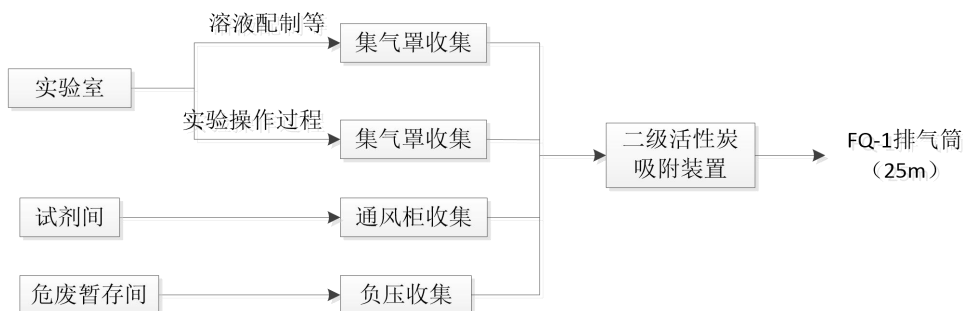 溶液配制等
集气罩收集
实验室
实验操作过程
集气罩收集
二级活性炭
吸附装置
FQ-1排气筒
（25m）
试剂间
通风柜收集
危废暂存间
负压收集